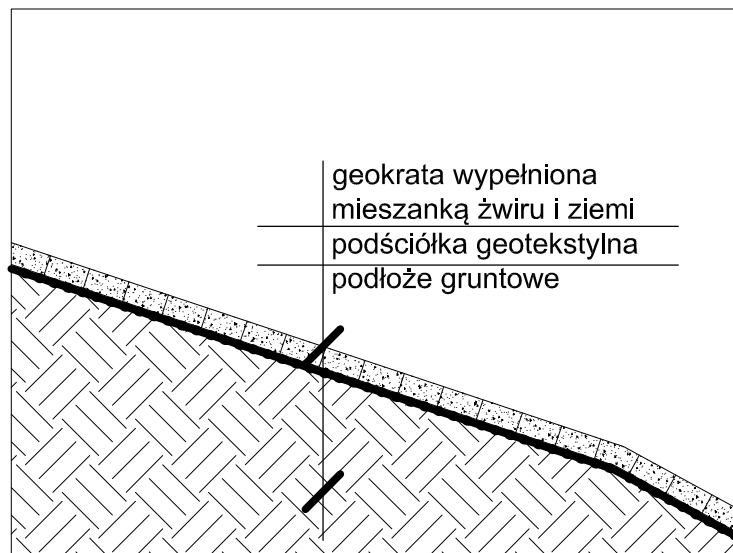 geokrata wypełniona
mieszanką żwiru i ziemi
podściółka geotekstylna
podłoże gruntowe